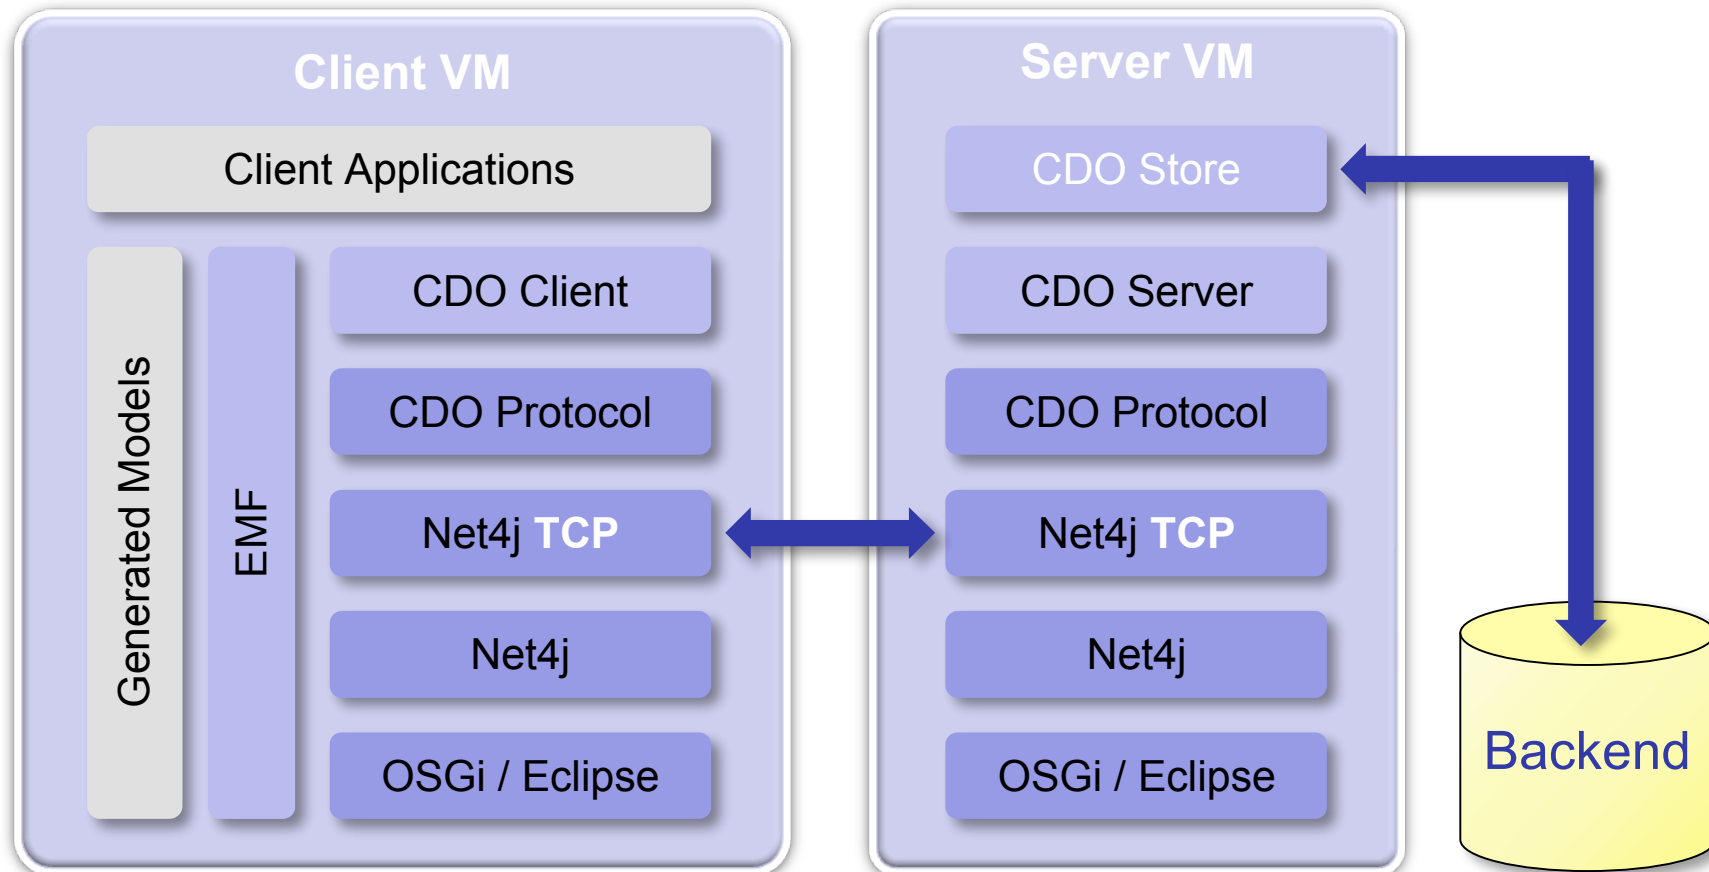 Client VM
Client Applications
Generated Models
EMF
CDO Client
CDO Protocol
Net4j TCP
Net4j
OSGi / Eclipse
Server VM
CDO Store
CDO Server
CDO Protocol
Net4j TCP
Net4j
OSGi / Eclipse
Backend